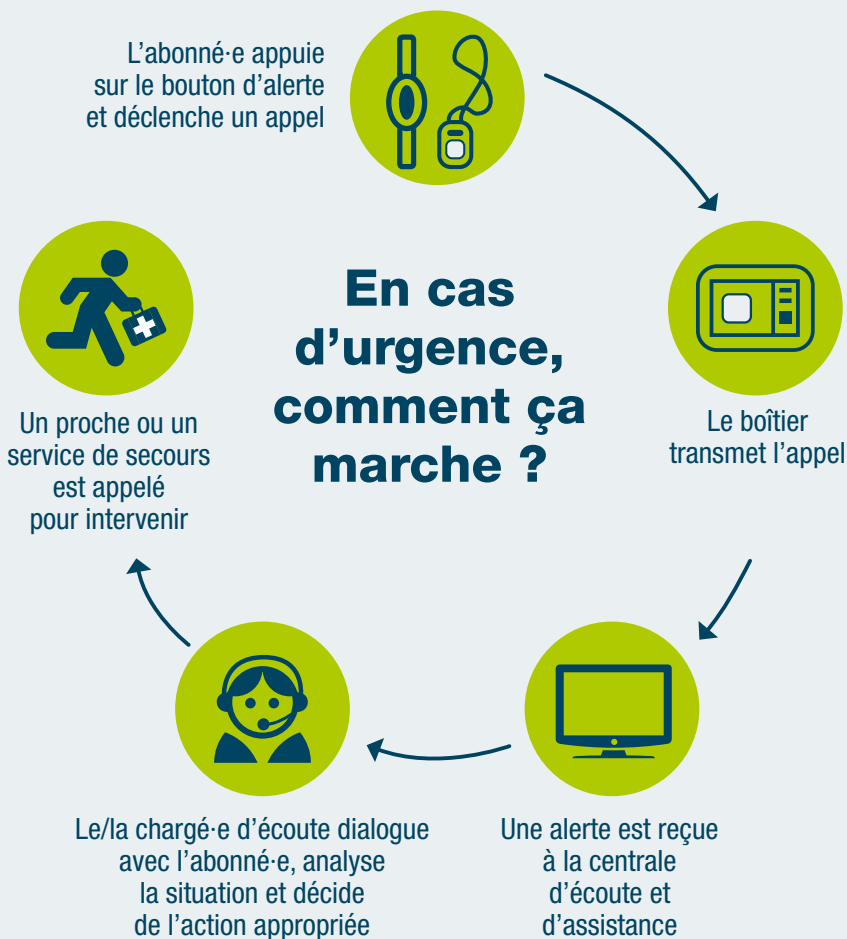 L’abonné·e appuie
sur le bouton d’alerte
et déclenche un appel
En cas
d’urgence,
comment ça
marche ?
Le boîtier
transmet l’appel
Une alerte est reçue
à la centrale
d’écoute et
d’assistance
Le/la chargé·e d’écoute dialogue
avec l’abonné·e, analyse
la situation et décide
de l’action appropriée
Un proche ou un
service de secours
est appelé
pour intervenir